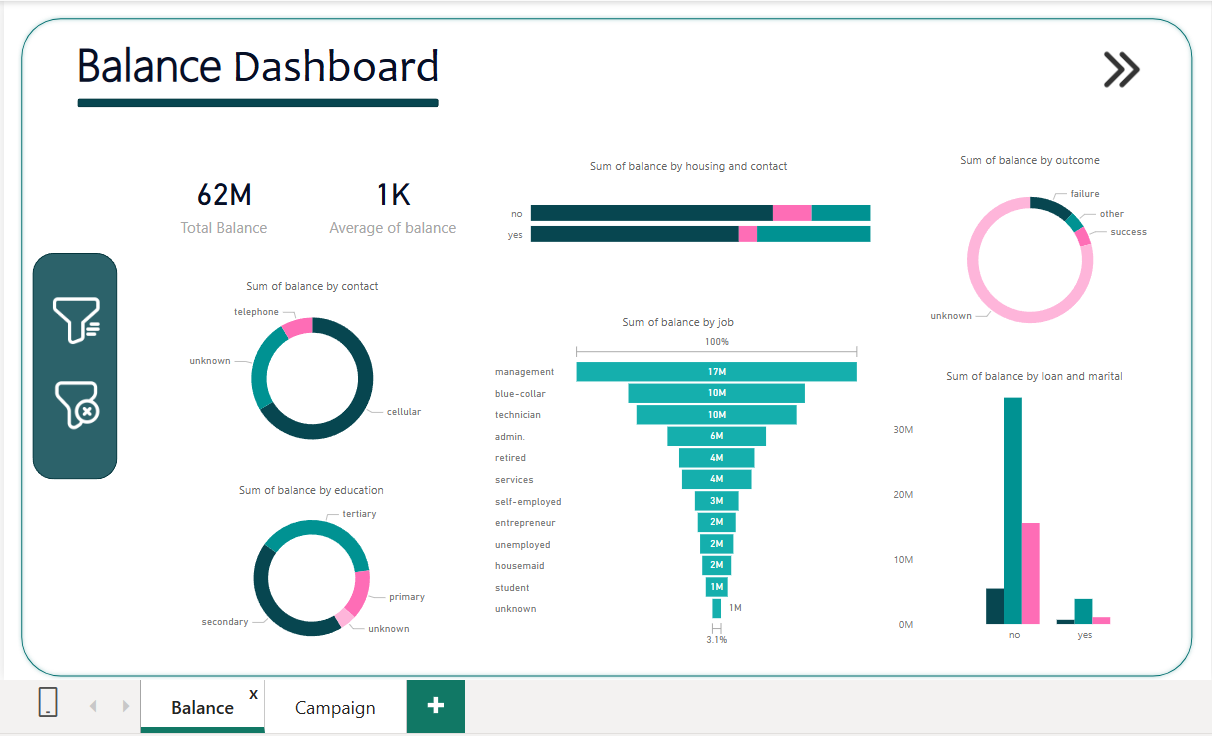 Balance Dashboard
62M
Total Balance
1K
Average of balance
Sum of balance by housing and contact
no
yes
Sum of balance by outcome
failure
other
success
unknown
Sum of balance by contact
telephone
unknown
cellular
Sum of balance by job
100%
management 17M
blue-collar 10M
technician 10M
admin. 6M
retired 4M
services 4M
self-employed 3M
entrepreneur 2M
unemployed 2M
housemaid 2M
student 1M
unknown 1M
3.1%
Sum of balance by loan and marital
30M
20M
10M
0M
no yes
Sum of balance by education
tertiary
primary
secondary
unknown
Balance x Campaign +